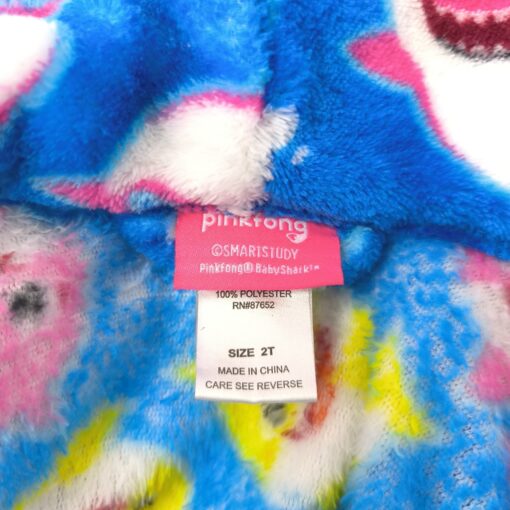 pinkfong
©SMARTSTUDY
Pinkfong® BabyShark™
100% POLYESTER
RN#87652
SIZE 2T
MADE IN CHINA
CARE SEE REVERSE